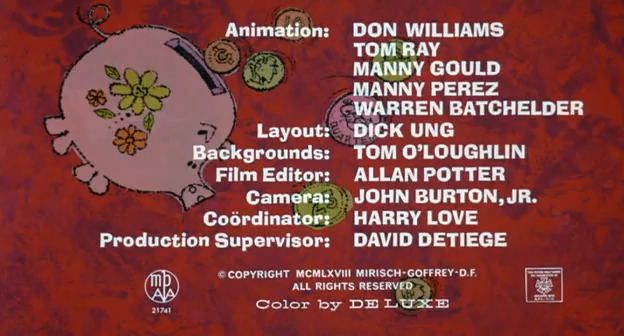 Animation: DON WILLIAMS
TOM RAY
MANNY GOULD
MANNY PEREZ
WARREN BATCHELDER
Layout: DICK UNG
Backgrounds: TOM O'LOUGHLIN
Film Editor: ALLAN POTTER
Camera: JOHN BURTON, JR.
Coördinator: HARRY LOVE
Production Supervisor: DAVID DETIEGE
©COPYRIGHT MCMLXVIII MIRISCH-GOFFREY-D.F.
ALL RIGHTS RESERVED
Color by DE LUXE
MPAA
21741